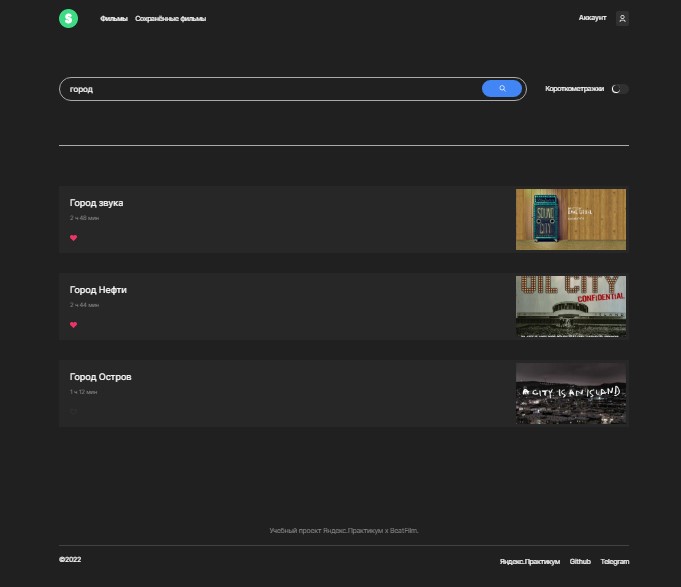 Фильмы Сохранённые фильмы Аккаунт
город
Короткометражки
Город звука
2 ч 48 мин
SOUND
CITY
Город Нефти
2 ч 44 мин
OIL CITY
CONFIDENTIAL
Город Остров
1 ч 12 мин
A CITY IS AN ISLAND
Учебный проект Яндекс.Практикум x BeatFilm.
©2022
Яндекс.Практикум Github Telegram